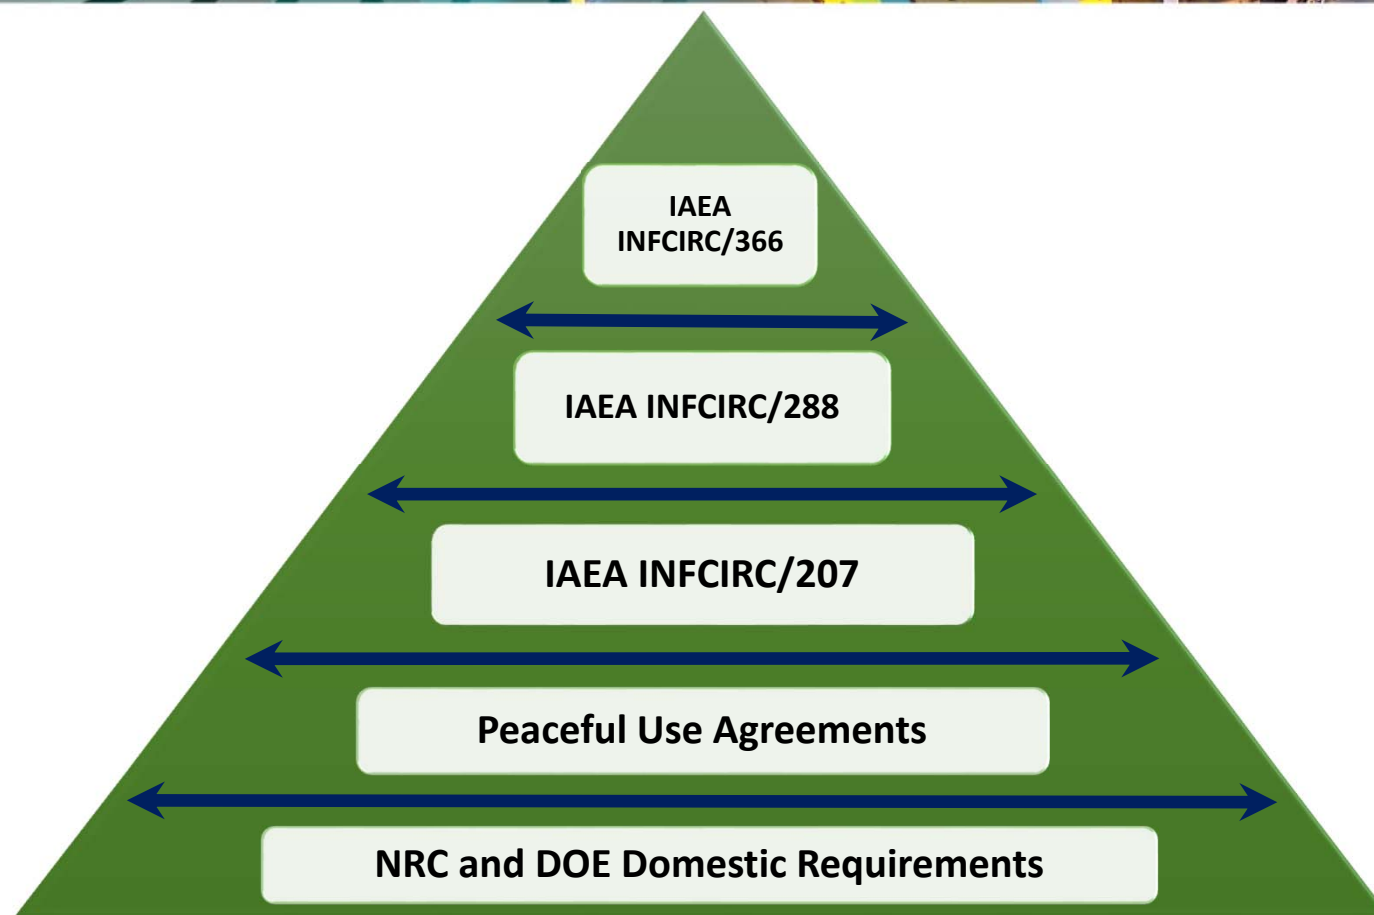 IAEA
INFCIRC/366
IAEA INFCIRC/288
IAEA INFCIRC/207
Peaceful Use Agreements
NRC and DOE Domestic Requirements